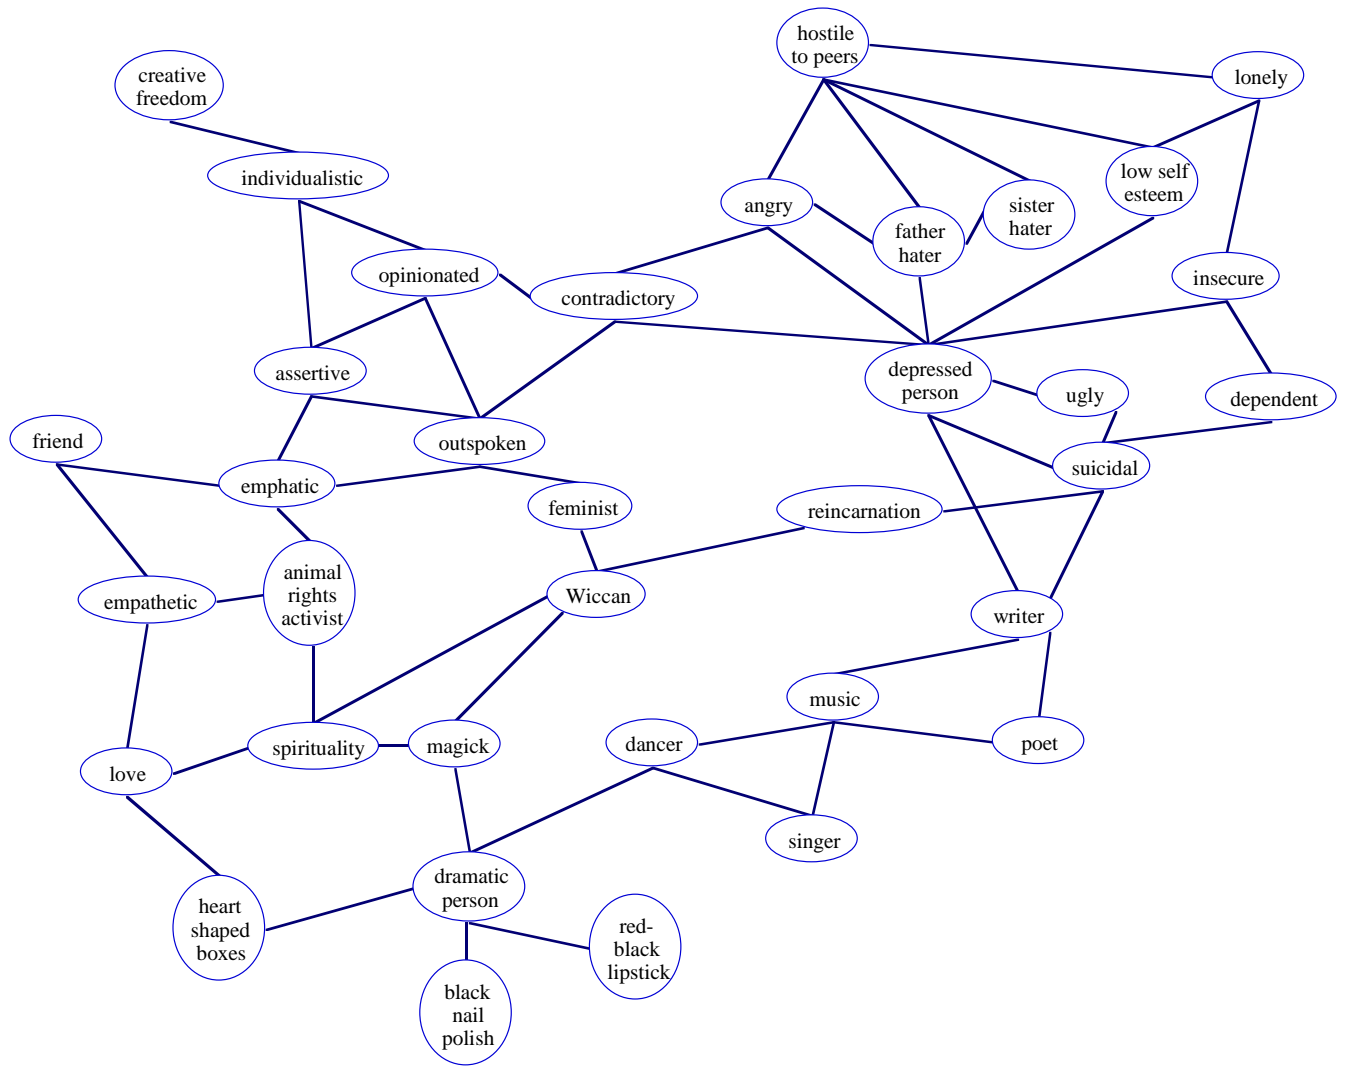 hostile
to peers
creative
freedom
lonely
individualistic
low self
esteem
angry
sister
hater
father
hater
opinionated
contradictory
insecure
assertive
depressed
person
ugly
dependent
friend
outspoken
suicidal
emphatic
feminist
reincarnation
animal
rights
activist
empathetic
Wiccan
writer
music
spirituality
magick
dancer
poet
love
singer
dramatic
person
heart
shaped
boxes
red-
black
lipstick
black
nail
polish